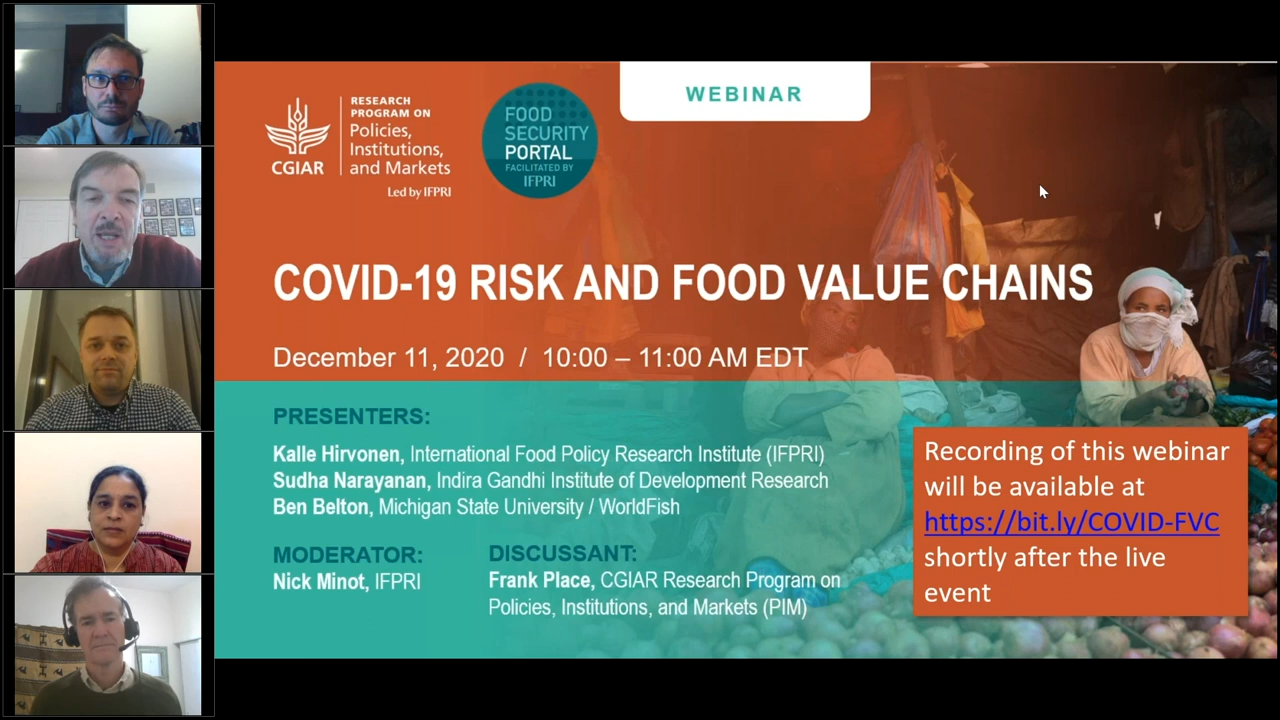 WEBINAR
CGIAR
RESEARCH
PROGRAM ON
Policies,
Institutions,
and Markets
Led by IFPRI
FOOD
SECURITY
PORTAL
FACILITATED BY
IFPRI
COVID-19 RISK AND FOOD VALUE CHAINS
December 11, 2020 / 10:00 – 11:00 AM EDT
PRESENTERS:
Kalle Hirvonen, International Food Policy Research Institute (IFPRI)
Sudha Narayanan, Indira Gandhi Institute of Development Research
Ben Belton, Michigan State University / WorldFish
MODERATOR:
Nick Minot, IFPRI
DISCUSSANT:
Frank Place, CGIAR Research Program on
Policies, Institutions, and Markets (PIM)
Recording of this webinar
will be available at
https://bit.ly/COVID-FVC
shortly after the live
event